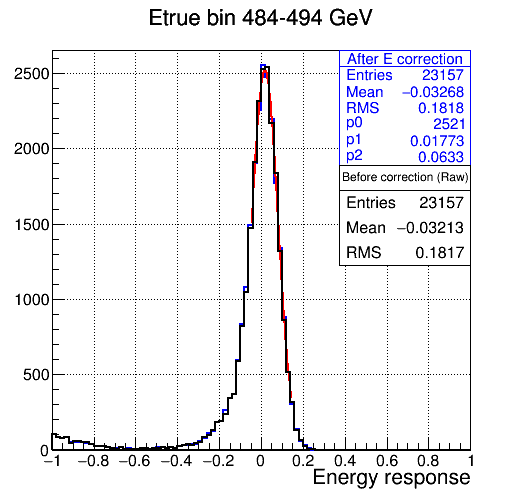 Etrue bin 484-494 GeV
After E correction
Entries 23157
Mean −0.03268
RMS 0.1818
p0 2521
p1 0.01773
p2 0.0633
Before correction (Raw)
Entries 23157
Mean −0.03213
RMS 0.1817
2500
2000
1500
1000
500
0
−1 −0.8 −0.6 −0.4 −0.2 0 0.2 0.4 0.6 0.8 1
Energy response